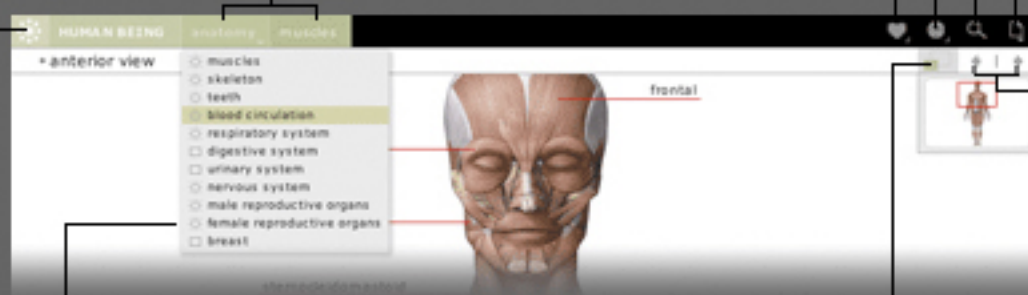 HUMAN BEING anatomy muscles
anterior view
muscles
skeleton
teeth
blood circulation
respiratory system
digestive system
urinary system
nervous system
male reproductive organs
female reproductive organs
breast
frontal
sternocleidomastoid